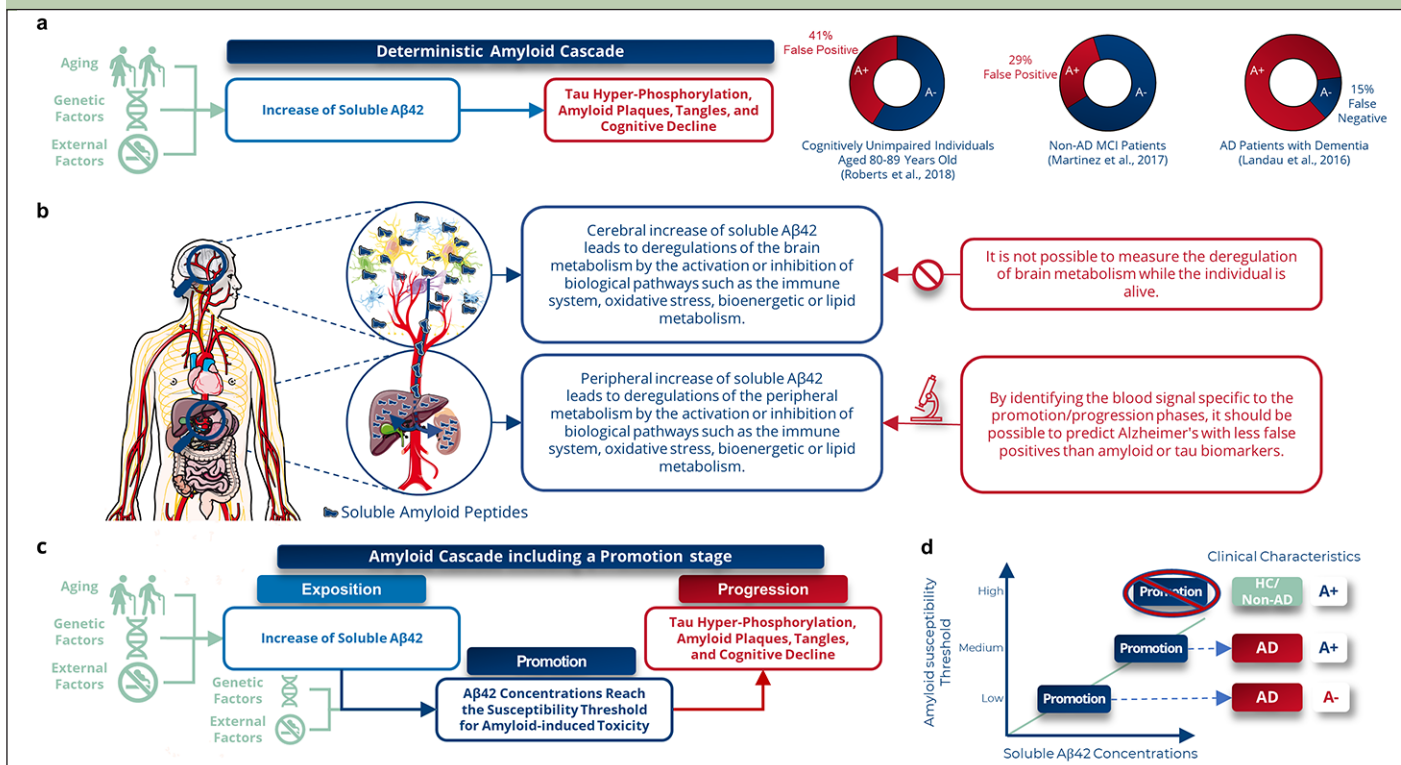 a
Deterministic Amyloid Cascade
Aging
Genetic
Factors
External
Factors
Increase of Soluble Aβ42
Tau Hyper-Phosphorylation,
Amyloid Plaques, Tangles, and
Cognitive Decline
41%
False Positive
A+
A-
Cognitively Unimpaired Individuals
Aged 80-89 Years Old
(Roberts et al., 2018)
29%
False Positive
A+
A-
Non-AD MCI Patients
(Martinez et al., 2017)
A+
A-
15%
False
Negative
AD Patients with Dementia
(Landau et al., 2016)
b
Cerebral increase of soluble Aβ42
leads to deregulations of the brain
metabolism by the activation or inhibition of
biological pathways such as the immune
system, oxidative stress, bioenergetic or lipid
metabolism.
It is not possible to measure the deregulation
of brain metabolism while the individual is
alive.
Peripheral increase of soluble Aβ42
leads to deregulations of the peripheral
metabolism by the activation or inhibition of
biological pathways such as the immune
system, oxidative stress, bioenergetic or lipid
metabolism.
By identifying the blood signal specific to the
promotion/progression phases, it should be
possible to predict Alzheimer's with less false
positives than amyloid or tau biomarkers.
Soluble Amyloid Peptides
c
Amyloid Cascade including a Promotion stage
Aging
Genetic
Factors
External
Factors
Exposition
Increase of Soluble Aβ42
Genetic
Factors
External
Factors
Promotion
Aβ42 Concentrations Reach
the Susceptibility Threshold
for Amyloid-induced Toxicity
Progression
Tau Hyper-Phosphorylation,
Amyloid Plaques, Tangles,
and Cognitive Decline
d
Clinical Characteristics
Amyloid susceptibility
Threshold
High
Promotion
HC/
Non-AD
A+
Medium
Promotion
AD
A+
Low
Promotion
AD
A-
Soluble Aβ42 Concentrations